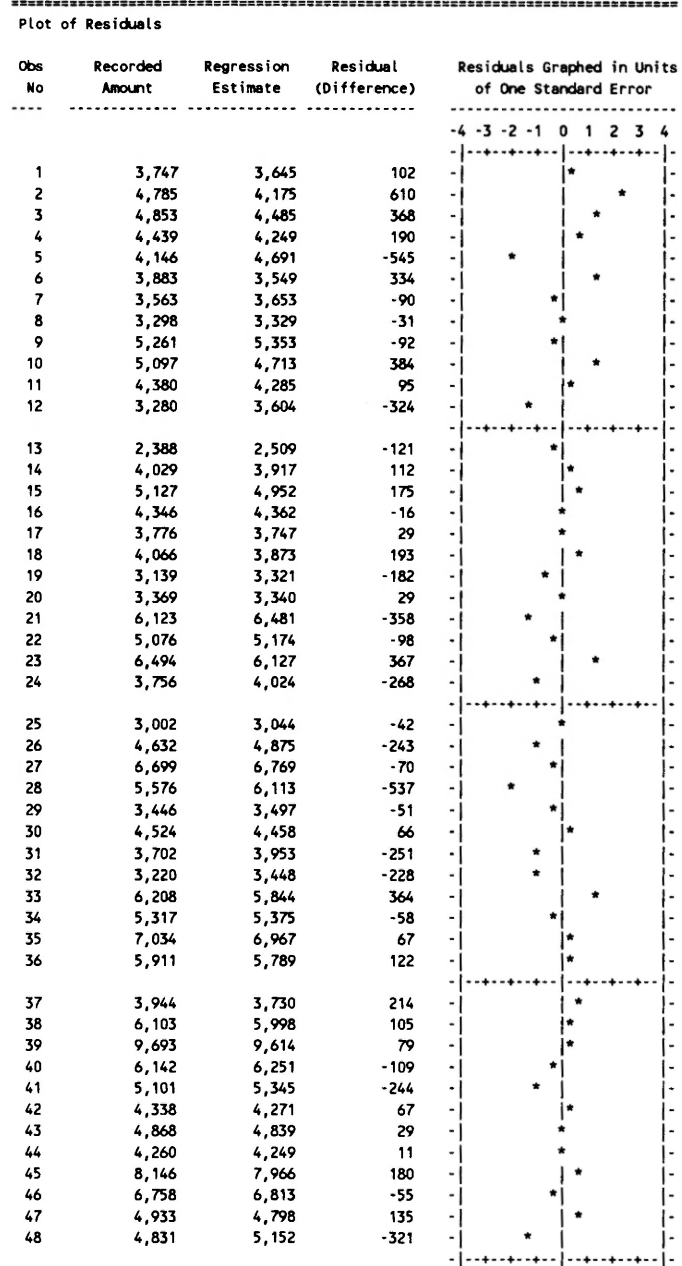 Plot of Residuals
Obs Recorded Regression Residual Residuals Graphed in Units
No Amount Estimate (Difference) of One Standard Error
-4 -3 -2 -1 0 1 2 3 4
1 3,747 3,645 102
2 4,785 4,175 610
3 4,853 4,485 368
4 4,439 4,249 190
5 4,146 4,691 -545
6 3,883 3,549 334
7 3,563 3,653 -90
8 3,298 3,329 -31
9 5,261 5,353 -92
10 5,097 4,713 384
11 4,380 4,285 95
12 3,280 3,604 -324
13 2,388 2,509 -121
14 4,029 3,917 112
15 5,127 4,952 175
16 4,346 4,362 -16
17 3,776 3,747 29
18 4,066 3,873 193
19 3,139 3,321 -182
20 3,369 3,340 29
21 6,123 6,481 -358
22 5,076 5,174 -98
23 6,494 6,127 367
24 3,756 4,024 -268
25 3,002 3,044 -42
26 4,632 4,875 -243
27 6,699 6,769 -70
28 5,576 6,113 -537
29 3,446 3,497 -51
30 4,524 4,458 66
31 3,702 3,953 -251
32 3,220 3,448 -228
33 6,208 5,844 364
34 5,317 5,375 -58
35 7,034 6,967 67
36 5,911 5,789 122
37 3,944 3,730 214
38 6,103 5,998 105
39 9,693 9,614 79
40 6,142 6,251 -109
41 5,101 5,345 -244
42 4,338 4,271 67
43 4,868 4,839 29
44 4,260 4,249 11
45 8,146 7,966 180
46 6,758 6,813 -55
47 4,933 4,798 135
48 4,831 5,152 -321